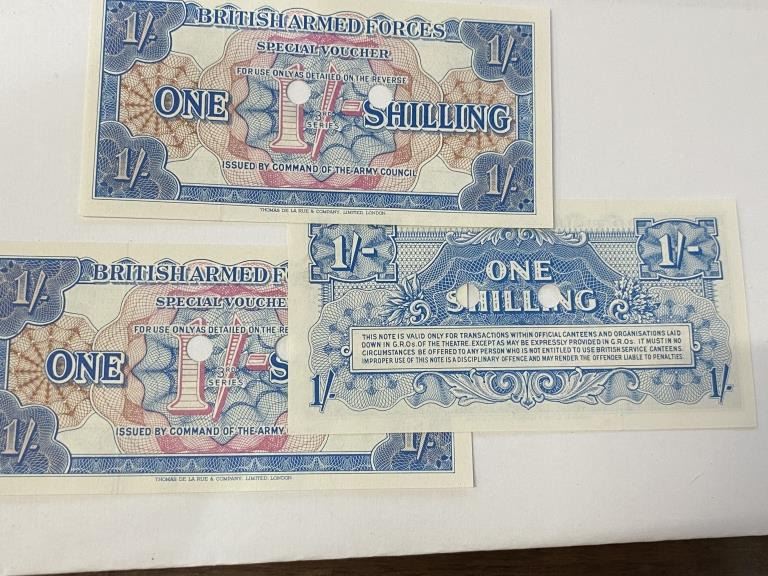 1/-
BRITISH ARMED FORCES
1/-
SPECIAL VOUCHER
FOR USE ONLY AS DETAILED ON THE REVERSE
ONE 1/- SHILLING
3RD
SERIES
1/-
ISSUED BY COMMAND OF THE ARMY COUNCIL
1/-
THOMAS DE LA RUE & COMPANY, LIMITED, LONDON.
1/-
ONE
1/-
SHILLING
THIS NOTE IS VALID ONLY FOR TRANSACTIONS WITHIN OFFICIAL CANTEENS AND ORGANISATIONS LAID
DOWN IN G.R.Os. OF THE THEATRE, EXCEPT AS MAY BE EXPRESSLY PROVIDED IN G.R.Os. IT MUST IN NO
CIRCUMSTANCES BE OFFERED TO ANY PERSON WHO IS NOT ENTITLED TO USE BRITISH SERVICE CANTEENS.
IMPROPER USE OF THIS NOTE IS A DISCIPLINARY OFFENCE AND MAY RENDER THE OFFENDER LIABLE TO PENALTIES.
1/-
1/-
1/-
BRITISH ARMED FO
SPECIAL VOUCHE
FOR USE ONLY AS DETAILED ON THE RE
ONE 1/- S
3RD
SERIES
1/-
ISSUED BY COMMAND OF THE ARMY
1/-
THOMAS DE LA RUE & COMPANY, LIMITED, LONDON.